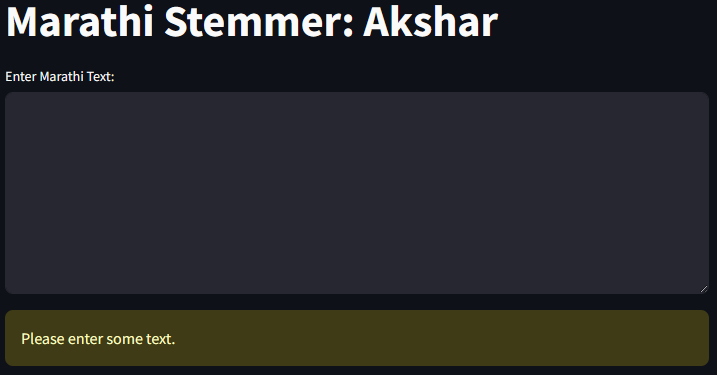 Marathi Stemmer: Akshar
Enter Marathi Text:
Please enter some text.